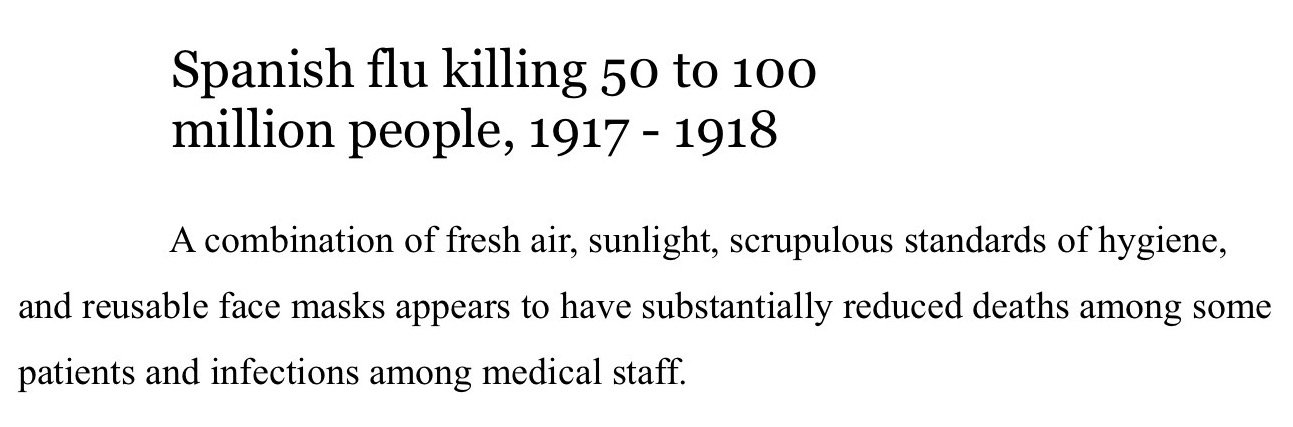 Spanish flu killing 50 to 100
million people, 1917 - 1918
A combination of fresh air, sunlight, scrupulous standards of hygiene,
and reusable face masks appears to have substantially reduced deaths among some
patients and infections among medical staff.